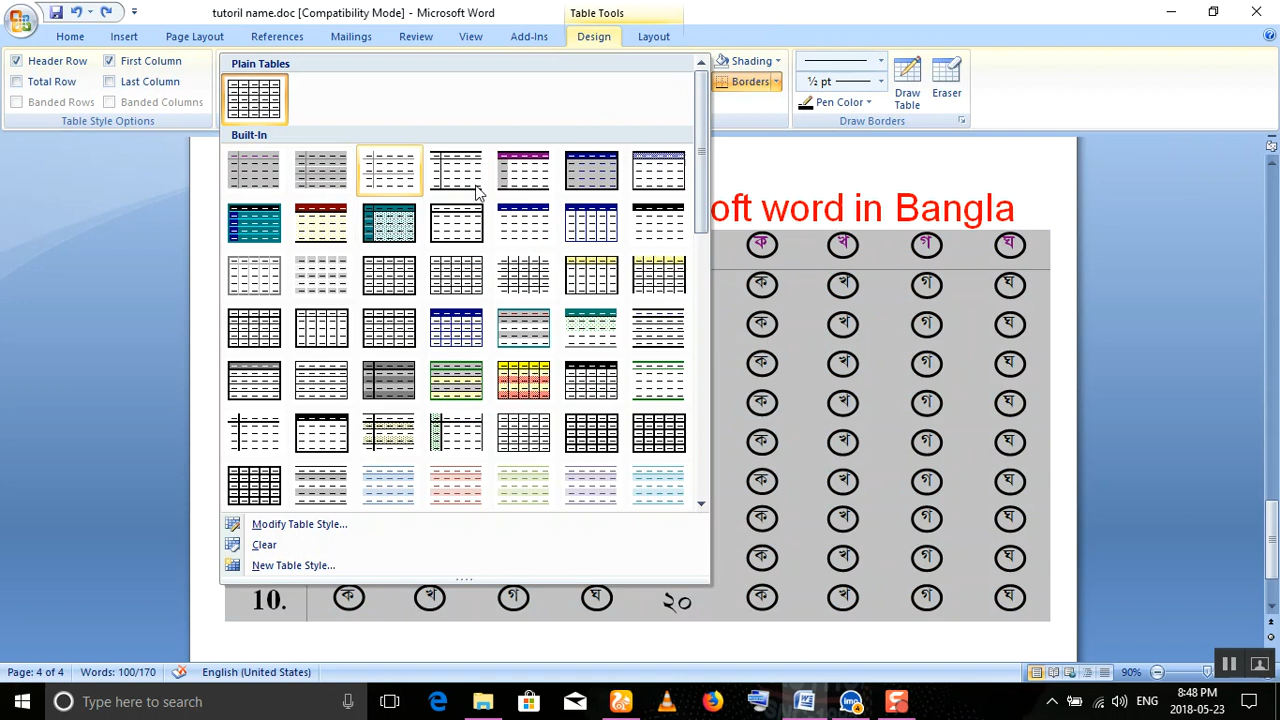 tutoril name.doc [Compatibility Mode] - Microsoft Word
Table Tools
Home Insert Page Layout References Mailings Review View Add-Ins Design Layout
Header Row First Column
Total Row Last Column
Banded Rows Banded Columns
Table Style Options
Plain Tables
Built-In
Modify Table Style...
Clear
New Table Style...
Shading
Borders
½ pt
Pen Color
Draw Table
Eraser
Draw Borders
oft word in Bangla
ক খ গ ঘ
ক খ গ ঘ
ক খ গ ঘ
ক খ গ ঘ
ক খ গ ঘ
ক খ গ ঘ
ক খ গ ঘ
ক খ গ ঘ
ক খ গ ঘ
10. ক খ গ ঘ ২০ ক খ গ ঘ
Page: 4 of 4 Words: 100/170 English (United States) 90%
Type here to search
4
ENG
8:48 PM
2018-05-23